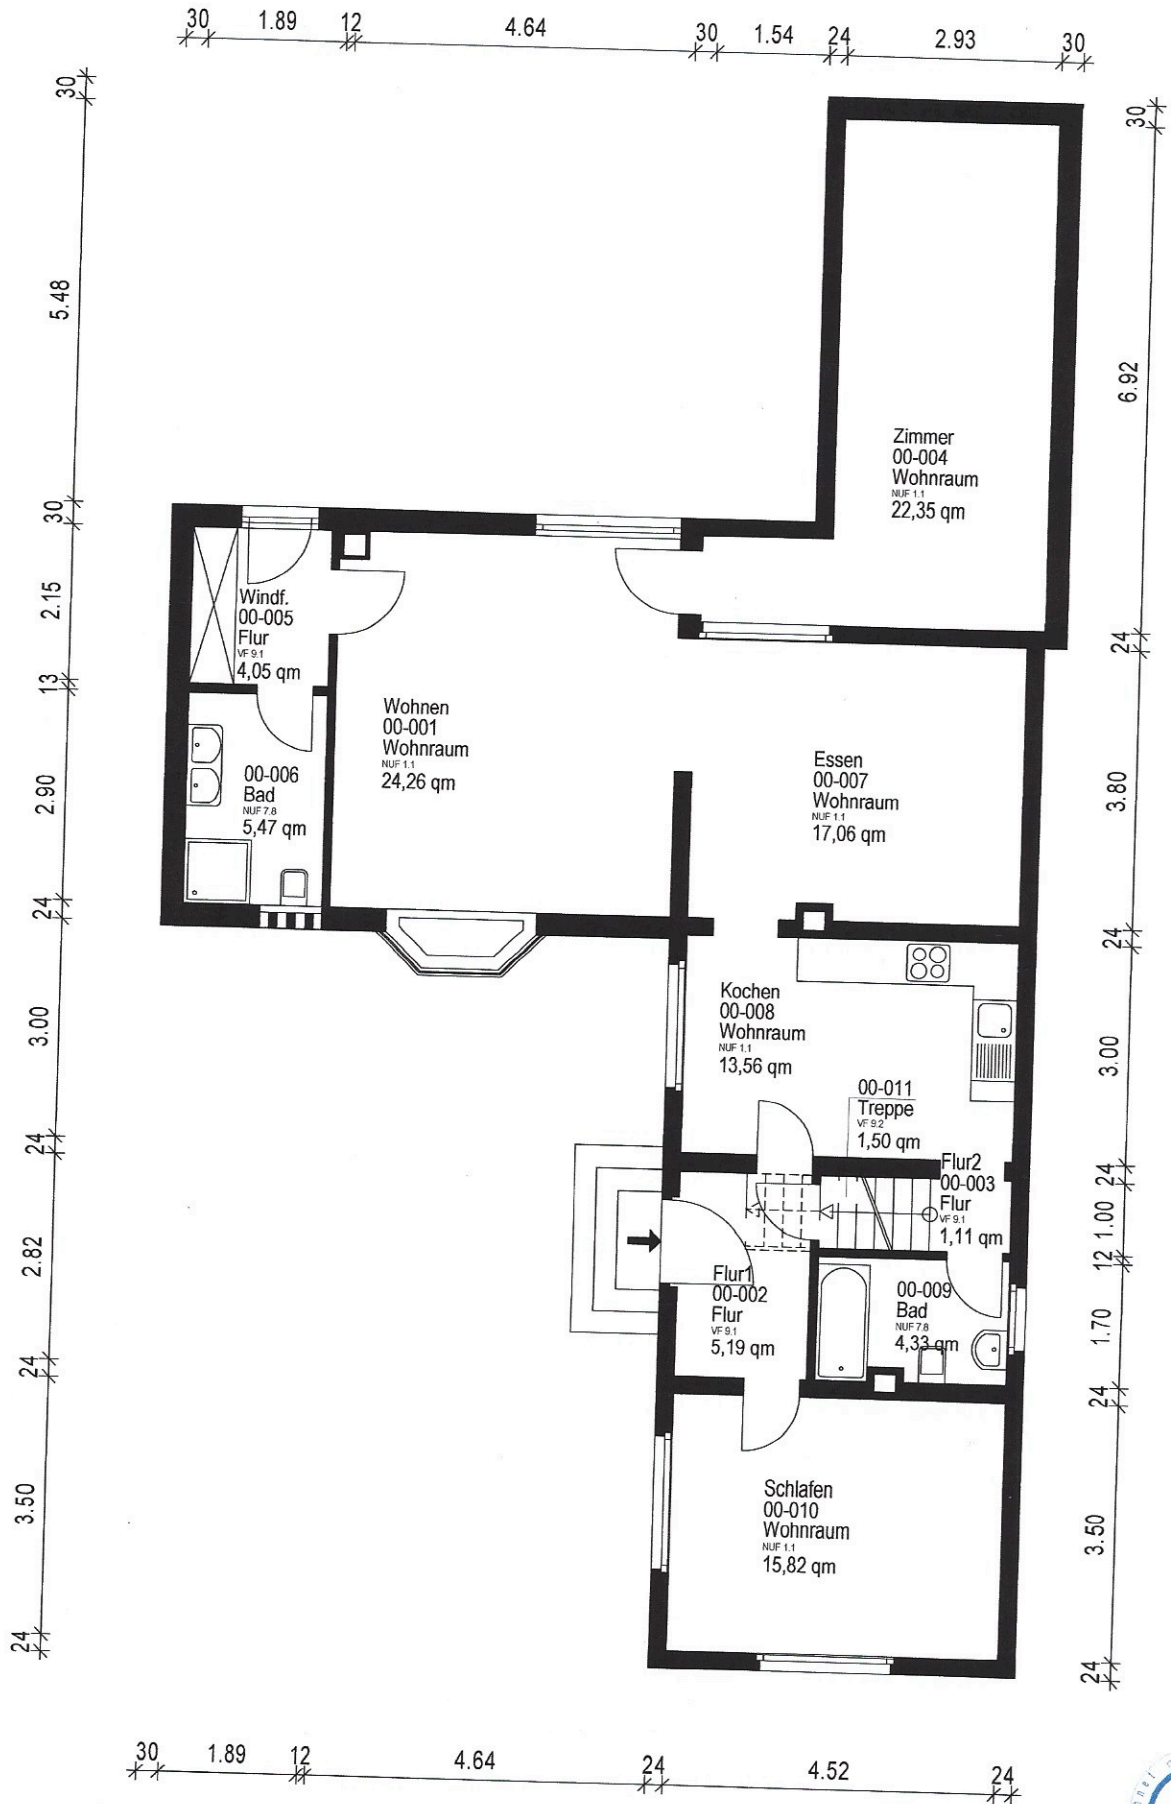 30 1.89 12 4.64 30 1.54 24 2.93 30
30
5.48
30
2.15
13
2.90
24
3.00
24
2.82
24
3.50
24
30
6.92
24
3.80
24
3.00
24
1.00
12
1.70
24
3.50
24
Zimmer
00-004
Wohnraum
NUF 1.1
22,35 qm
Windf.
00-005
Flur
VF 9.1
4,05 qm
Wohnen
00-001
Wohnraum
NUF 1.1
24,26 qm
00-006
Bad
NUF 7.8
5,47 qm
Essen
00-007
Wohnraum
NUF 1.1
17,06 qm
Kochen
00-008
Wohnraum
NUF 1.1
13,56 qm
00-011
Treppe
VF 9.2
1,50 qm
Flur2
00-003
Flur
VF 9.1
1,11 qm
Flur1
00-002
Flur
VF 9.1
5,19 qm
00-009
Bad
NUF 7.8
4,33 qm
Schlafen
00-010
Wohnraum
NUF 1.1
15,82 qm
30 1.89 12 4.64 24 4.52 24